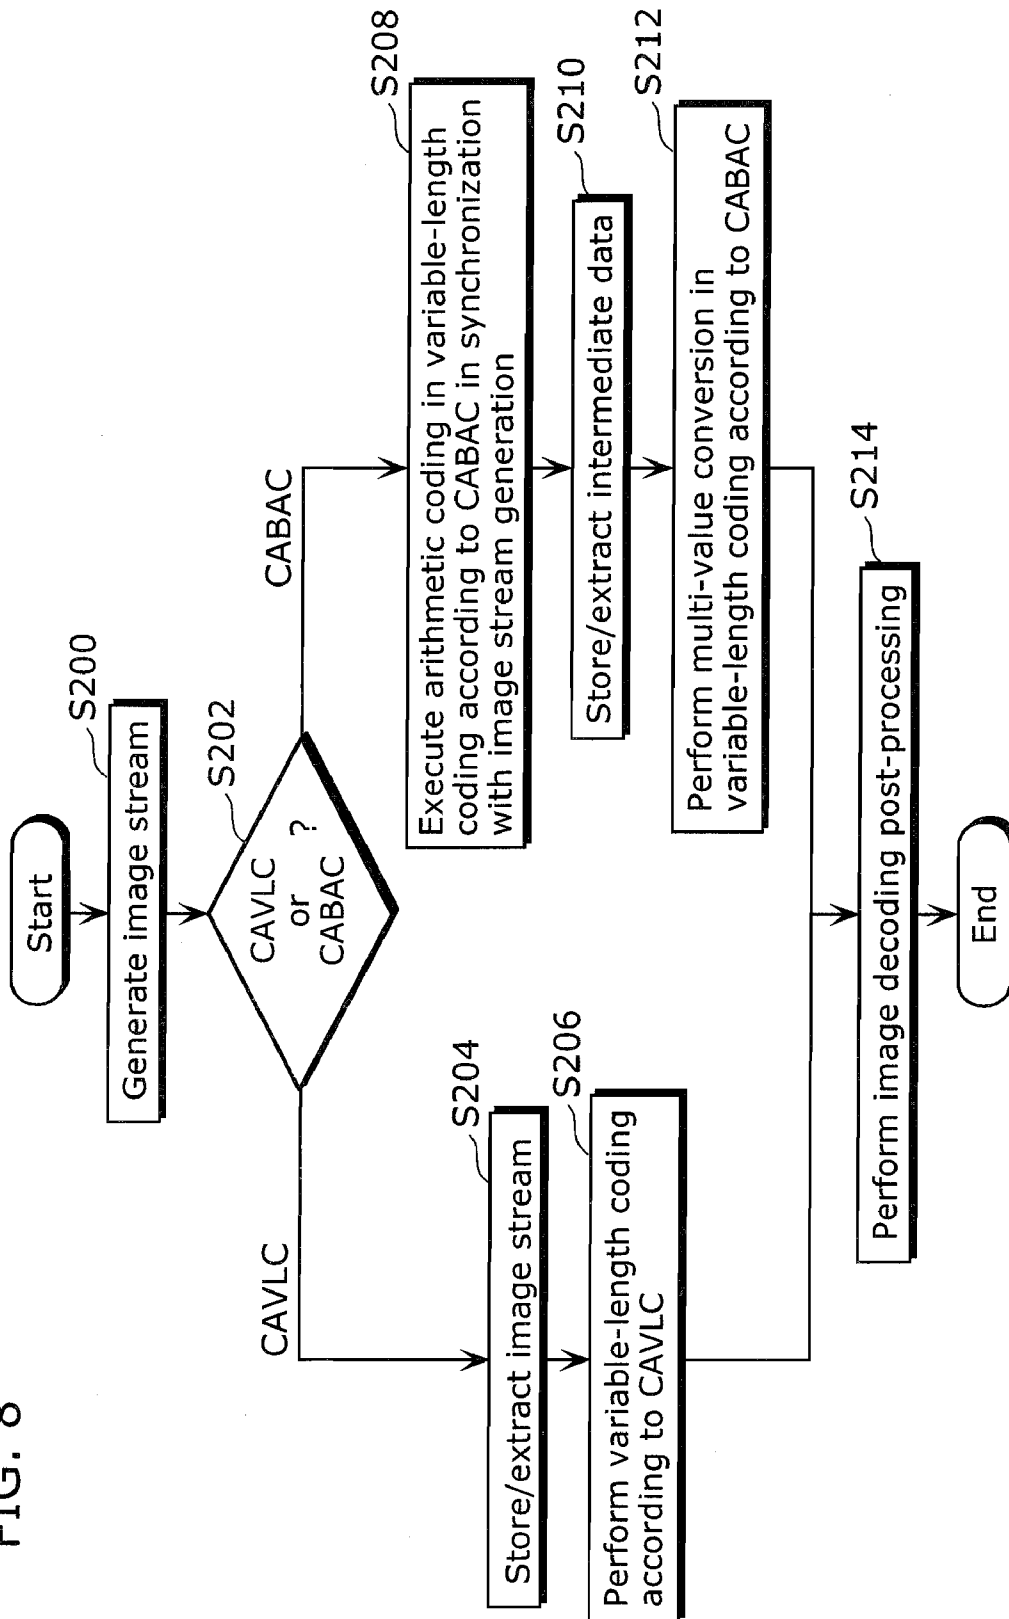 FIG. 8
Start
S200
Generate image stream
S202
CAVLC
or
CABAC
?
CAVLC
CABAC
S204
Store/extract image stream
S206
Perform variable-length coding
according to CAVLC
S208
Execute arithmetic coding in variable-length
coding according to CABAC in synchronization
with image stream generation
S210
Store/extract intermediate data
S212
Perform multi-value conversion in
variable-length coding according to CABAC
S214
Perform image decoding post-processing
End